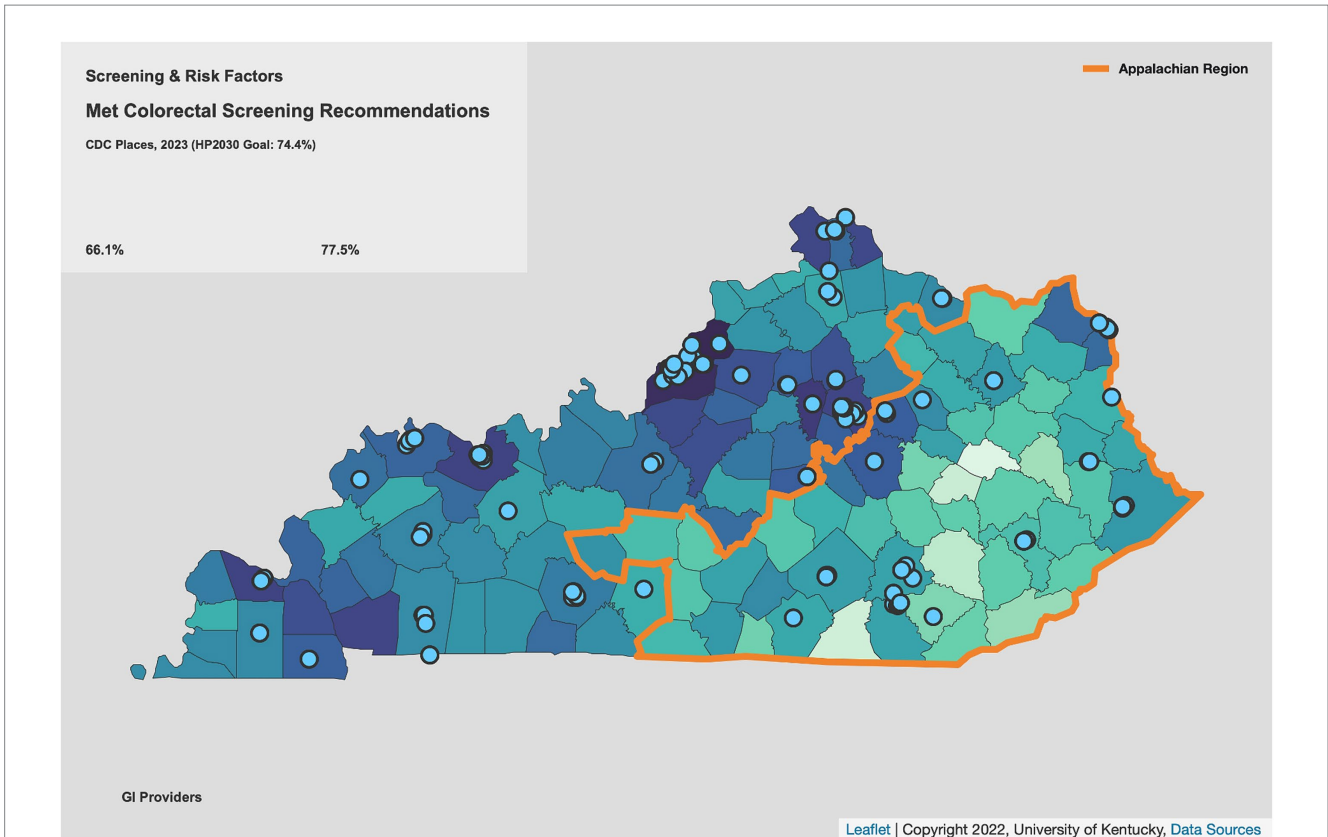 Screening & Risk Factors
Met Colorectal Screening Recommendations
CDC Places, 2023 (HP2030 Goal: 74.4%)
66.1% 77.5%
Appalachian Region
GI Providers
Leaflet | Copyright 2022, University of Kentucky, Data Sources